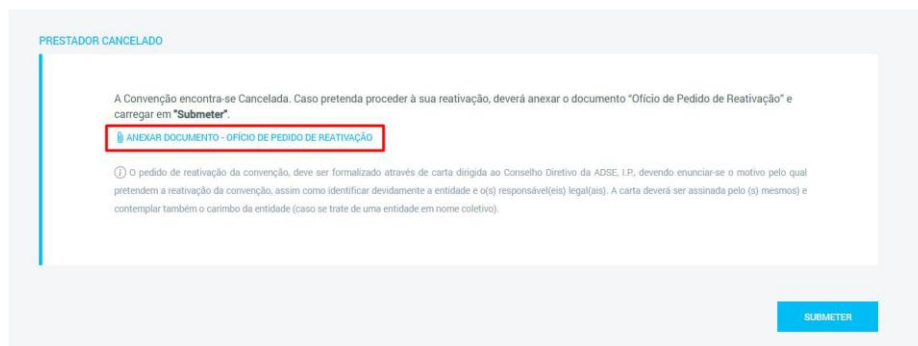 PRESTADOR CANCELADO
A Convenção encontra-se Cancelada. Caso pretenda proceder à sua reativação, deverá anexar o documento “Ofício de Pedido de Reativação” e
carregar em "Submeter".
ANEXAR DOCUMENTO - OFÍCIO DE PEDIDO DE REATIVAÇÃO
O pedido de reativação da convenção, deve ser formalizado através de carta dirigida ao Conselho Diretivo da ADSE, I.P., devendo enunciar-se o motivo pelo qual
pretendem a reativação da convenção, assim como identificar devidamente a entidade e o(s) responsável(eis) legal(ais). A carta deverá ser assinada pelo (s) mesmos) e
contemplar também o carimbo da entidade (caso se trate de uma entidade em nome coletivo).
SUBMETER